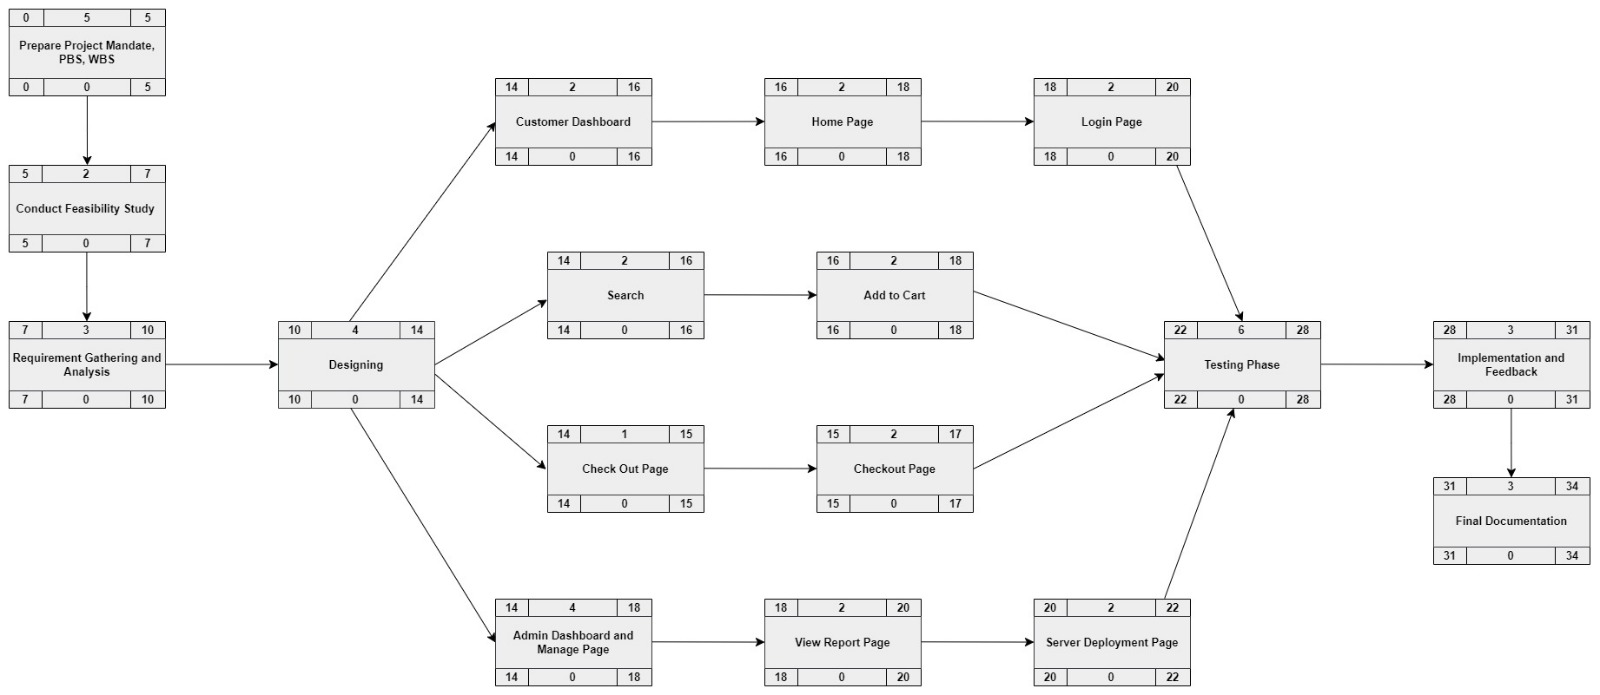 0 5 5
Prepare Project Mandate,
PBS, WBS
0 0 5
5 2 7
Conduct Feasibility Study
5 0 7
7 3 10
Requirement Gathering and
Analysis
7 0 10
10 4 14
Designing
10 0 14
14 2 16
Customer Dashboard
14 0 16
16 2 18
Home Page
16 0 18
18 2 20
Login Page
18 0 20
14 2 16
Search
14 0 16
16 2 18
Add to Cart
16 0 18
14 1 15
Check Out Page
14 0 15
15 2 17
Checkout Page
15 0 17
14 4 18
Admin Dashboard and
Manage Page
14 0 18
18 2 20
View Report Page
18 0 20
20 2 22
Server Deployment Page
20 0 22
22 6 28
Testing Phase
22 0 28
28 3 31
Implementation and
Feedback
28 0 31
31 3 34
Final Documentation
31 0 34